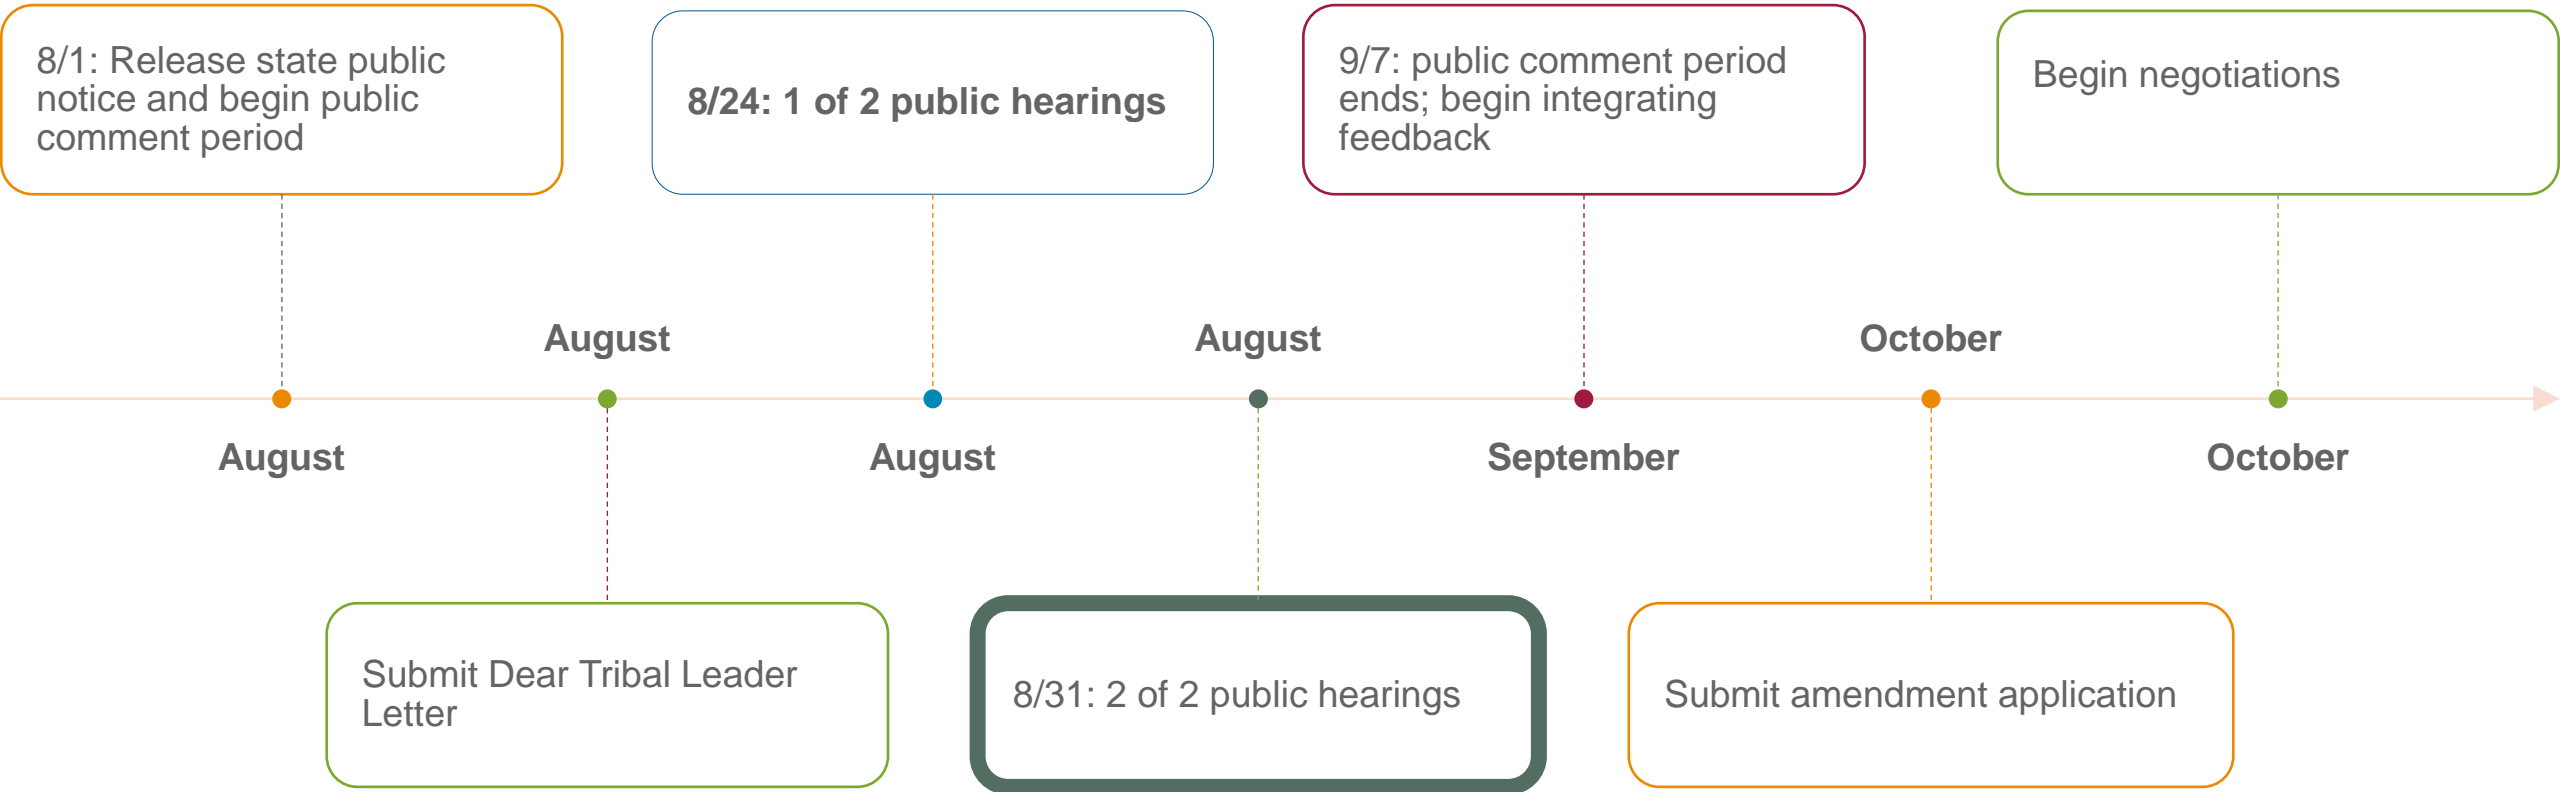 8/1: Release state public
notice and begin public
comment period
8/24: 1 of 2 public hearings
9/7: public comment period
ends; begin integrating
feedback
Begin negotiations
August
August
October
August
August
September
October
Submit Dear Tribal Leader
Letter
8/31: 2 of 2 public hearings
Submit amendment application